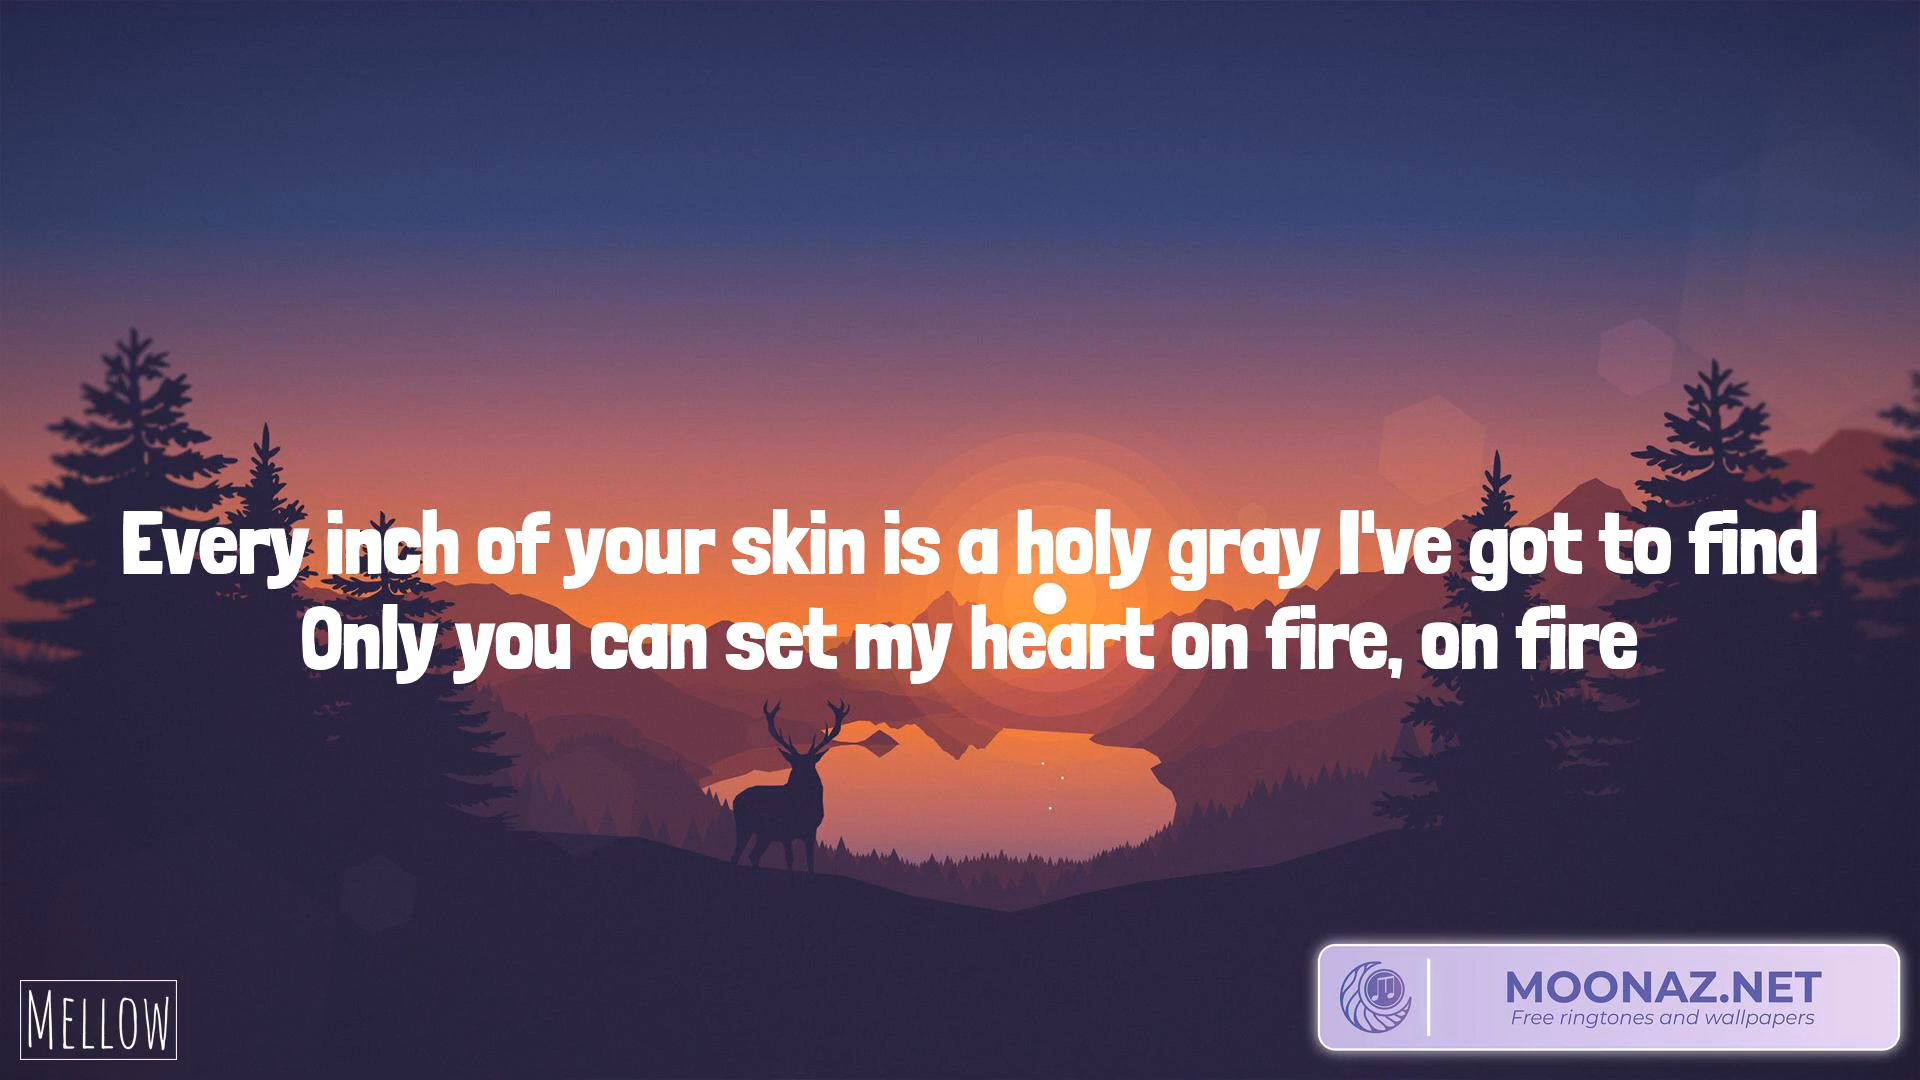 Every inch of your skin is a holy gray I've got to find
Only you can set my heart on fire, on fire
MELLOW
MOONAZ.NET
Free ringtones and wallpapers